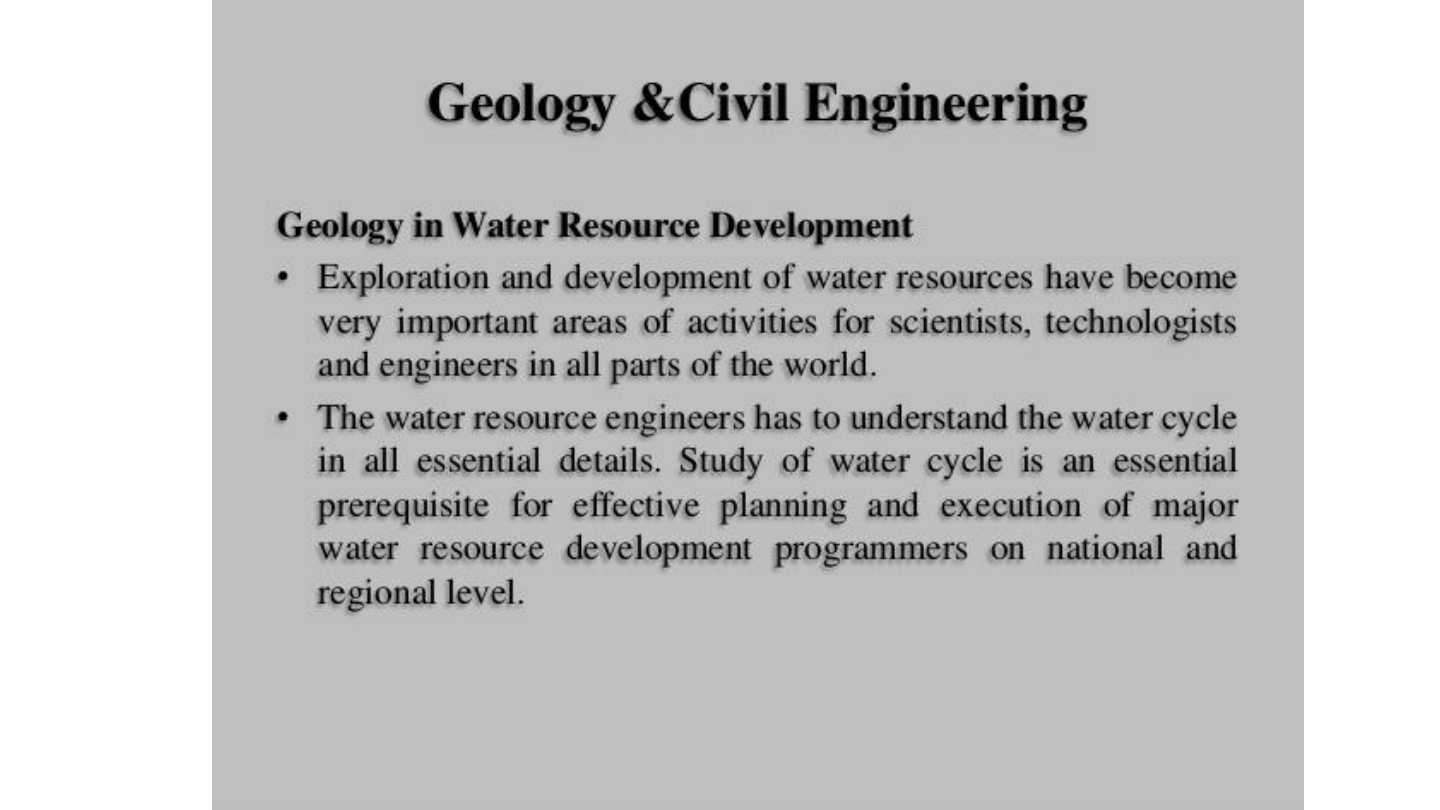 Geology &Civil Engineering
Geology in Water Resource Development
• Exploration and development of water resources have become
very important areas of activities for scientists, technologists
and engineers in all parts of the world.
• The water resource engineers has to understand the water cycle
in all essential details. Study of water cycle is an essential
prerequisite for effective planning and execution of major
water resource development programmers on national and
regional level.